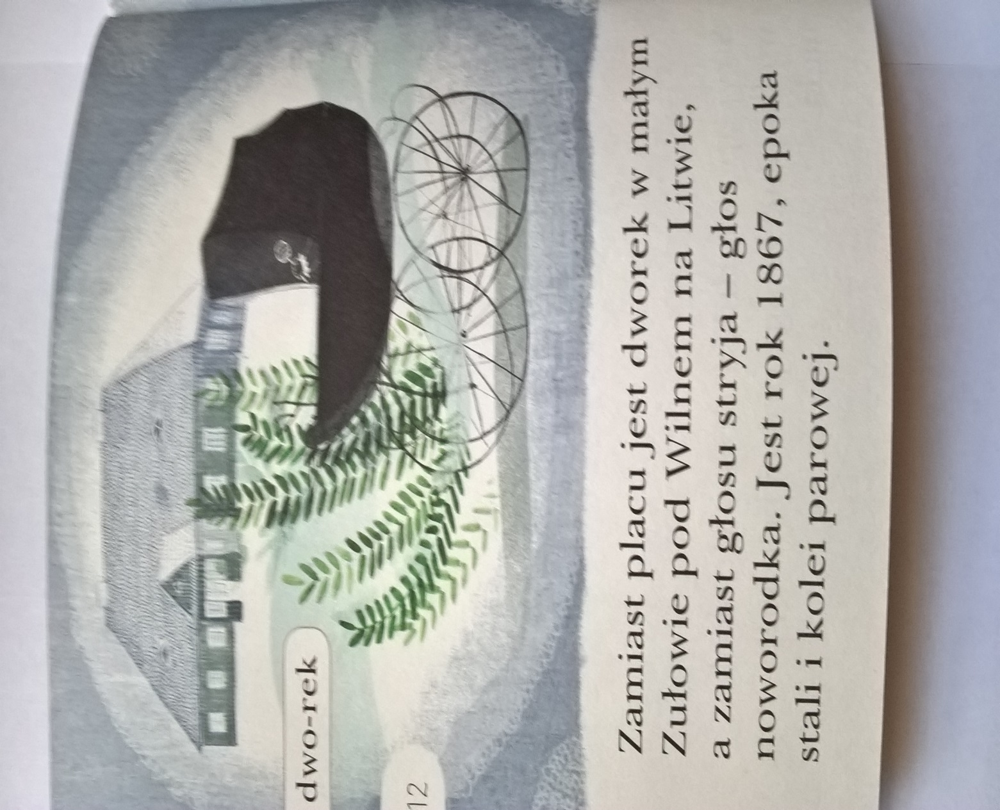 dwo-rek
12
Zamiast placu jest dworek w małym
Zułowie pod Wilnem na Litwie,
a zamiast głosu stryja – głos
noworodka. Jest rok 1867, epoka
stali i kolei parowej.